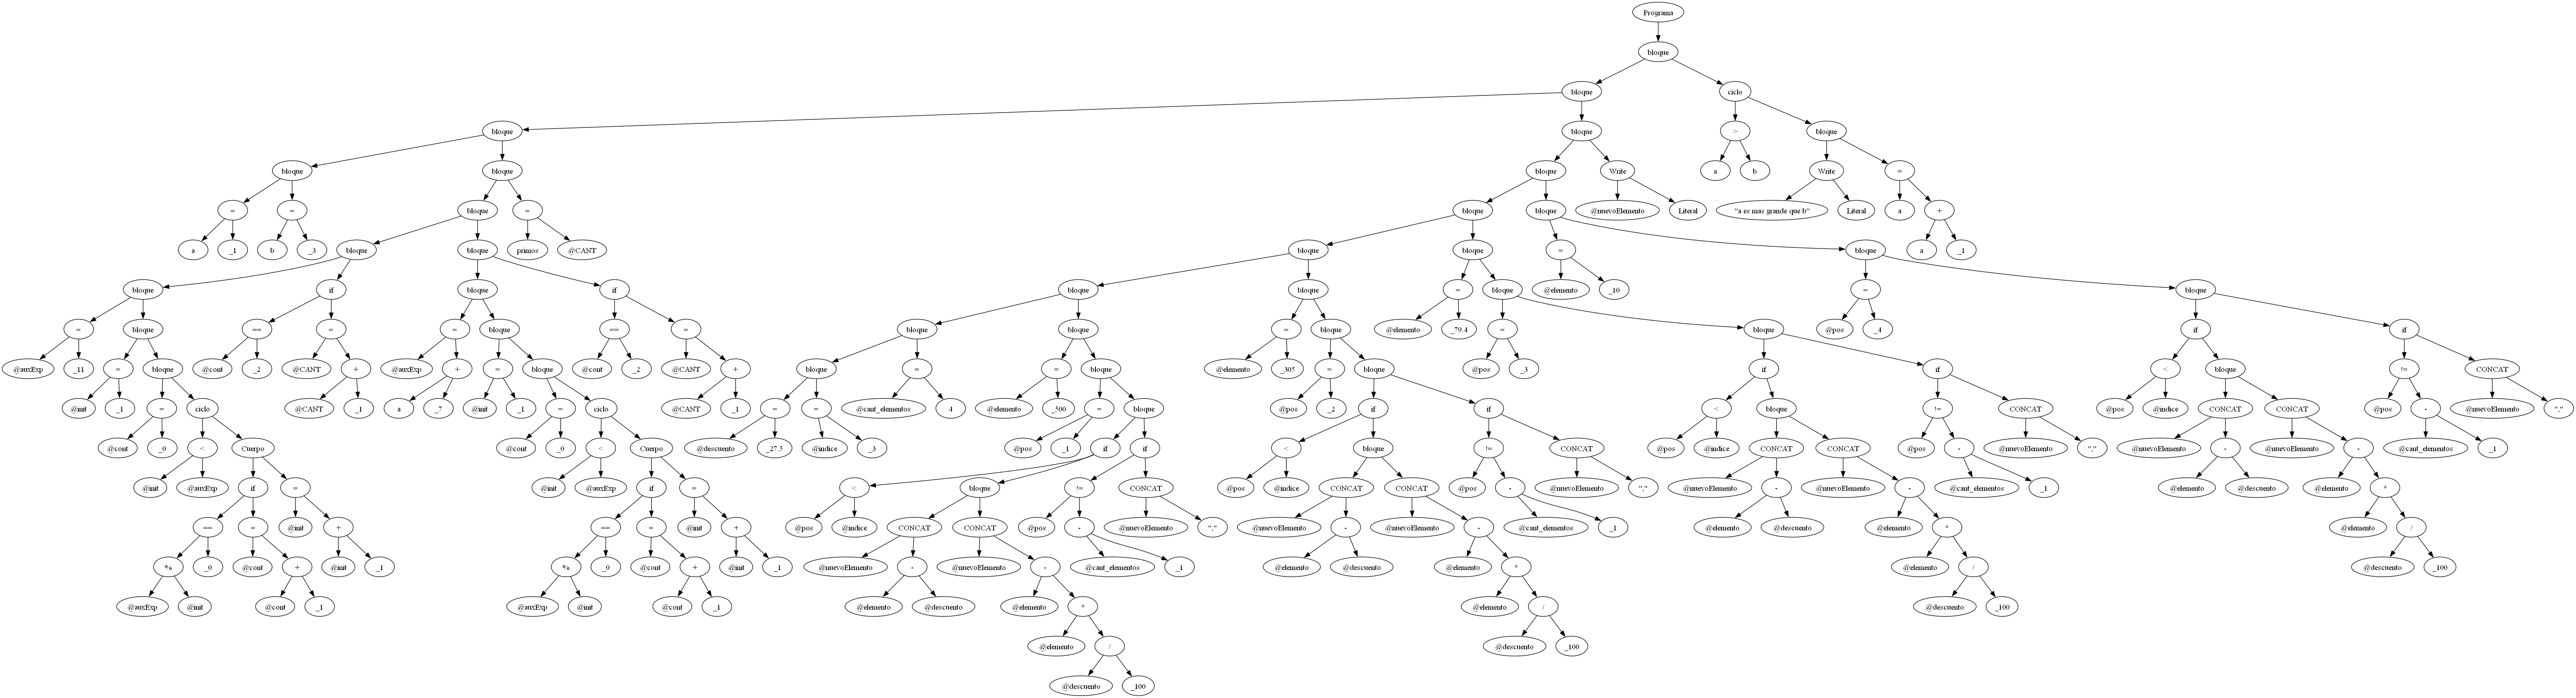 Programa
bloque
bloque ciclo
bloque bloque > bloque
bloque bloque bloque Write a b Write =
= = bloque = bloque bloque @nuevoElemento Literal "a es mas grande que b" Literal a +
a _1 b _3 bloque bloque primos @CANT bloque bloque = bloque a _1
bloque if bloque if bloque bloque = bloque @elemento _10 = bloque
= bloque == = = bloque == = bloque bloque = bloque = bloque @pos _4 if if
@auxExp _11 = bloque @cont _2 @CANT + @auxExp + = bloque @cont _2 @CANT + bloque = = bloque @elemento _305 = bloque @elemento _79.4 = bloque < bloque != CONCAT
@init _1 = ciclo @CANT _1 a _7 @init _1 = ciclo @CANT _1 = = @cant_elementos 4 @elemento _500 = bloque @pos _2 if if @pos _3 if if @pos @indice CONCAT CONCAT @pos - @nuevoElemento ","
@cont _0 < Cuerpo @cont _0 < Cuerpo @descuento _27.5 @indice _3 @pos _1 if if < bloque != CONCAT < bloque != CONCAT @nuevoElemento - @nuevoElemento - @cant_elementos _1
@init @auxExp if = @init @auxExp if = < bloque != CONCAT @pos @indice CONCAT CONCAT @pos - @nuevoElemento "," @pos @indice CONCAT CONCAT @pos - @nuevoElemento "," @elemento @descuento @elemento *
== = @init + == = @init + @pos @indice CONCAT CONCAT @pos - @nuevoElemento "," @nuevoElemento - @nuevoElemento - @cant_elementos _1 @nuevoElemento - @nuevoElemento - @cant_elementos _1 @elemento /
% _0 @cont + @init _1 % _0 @cont + @init _1 @nuevoElemento - @nuevoElemento - @cant_elementos _1 @elemento @descuento @elemento * @elemento @descuento @elemento * @descuento _100
@auxExp @init @cont _1 @auxExp @init @cont _1 @elemento @descuento @elemento * @elemento / @elemento /
@elemento / @descuento _100 @descuento _100
@descuento _100